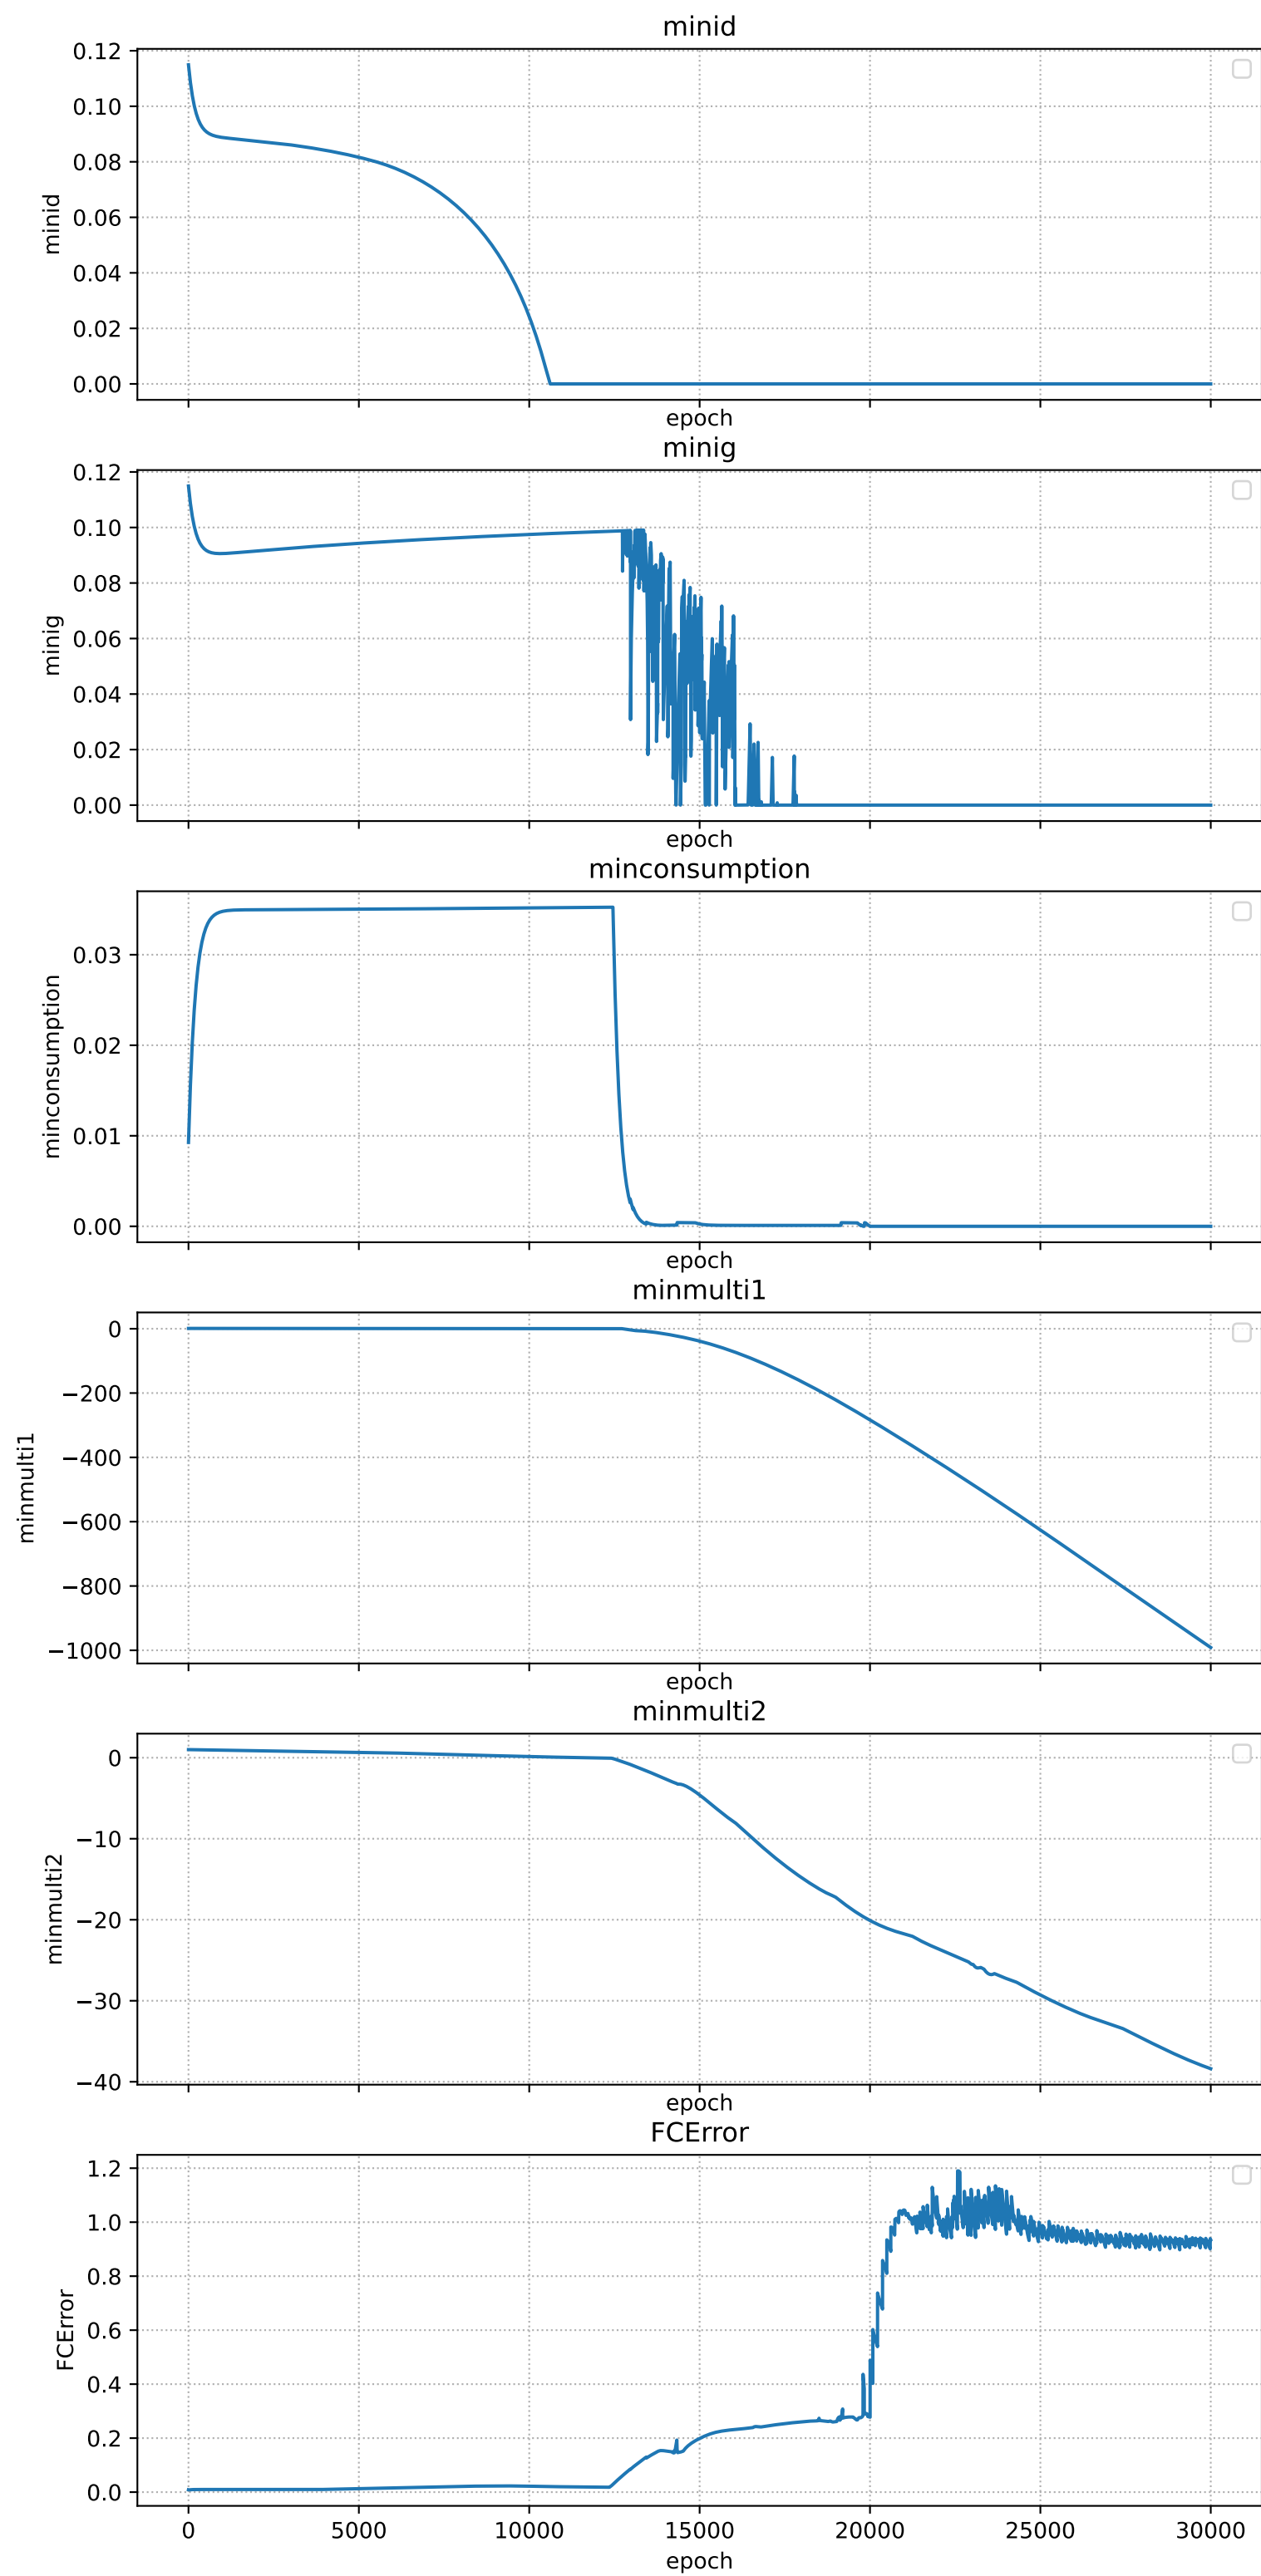 minid
0.12
0.10
0.08
0.06
0.04
0.02
0.00
minid
epoch
minig
0.12
0.10
0.08
0.06
0.04
0.02
0.00
minig
epoch
minconsumption
0.03
0.02
0.01
0.00
minconsumption
epoch
minmulti1
0
−200
−400
−600
−800
−1000
minmulti1
epoch
minmulti2
0
−10
−20
−30
−40
minmulti2
epoch
FCError
1.2
1.0
0.8
0.6
0.4
0.2
0.0
FCError
0 5000 10000 15000 20000 25000 30000
epoch